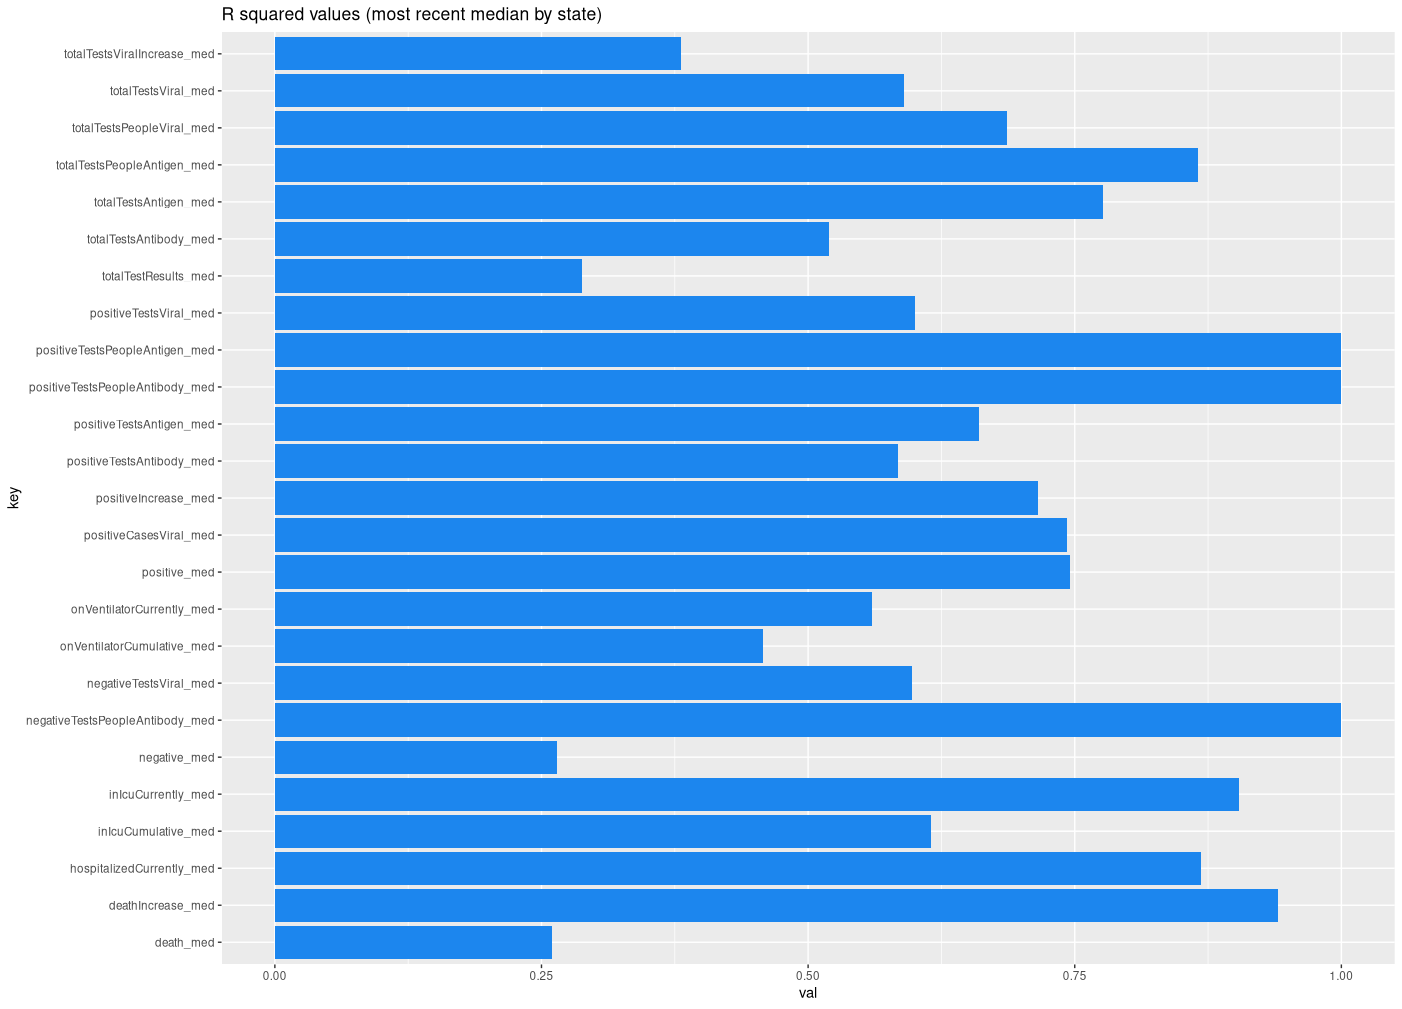 R squared values (most recent median by state)
totalTestsViralIncrease_med
totalTestsViral_med
totalTestsPeopleViral_med
totalTestsPeopleAntigen_med
totalTestsAntigen_med
totalTestsAntibody_med
totalTestResults_med
positiveTestsViral_med
positiveTestsPeopleAntigen_med
positiveTestsPeopleAntibody_med
positiveTestsAntigen_med
positiveTestsAntibody_med
positiveIncrease_med
positiveCasesViral_med
positive_med
onVentilatorCurrently_med
onVentilatorCumulative_med
negativeTestsViral_med
negativeTestsPeopleAntibody_med
negative_med
inIcuCurrently_med
inIcuCumulative_med
hospitalizedCurrently_med
deathIncrease_med
death_med
key
0.00 0.25 0.50 0.75 1.00
val